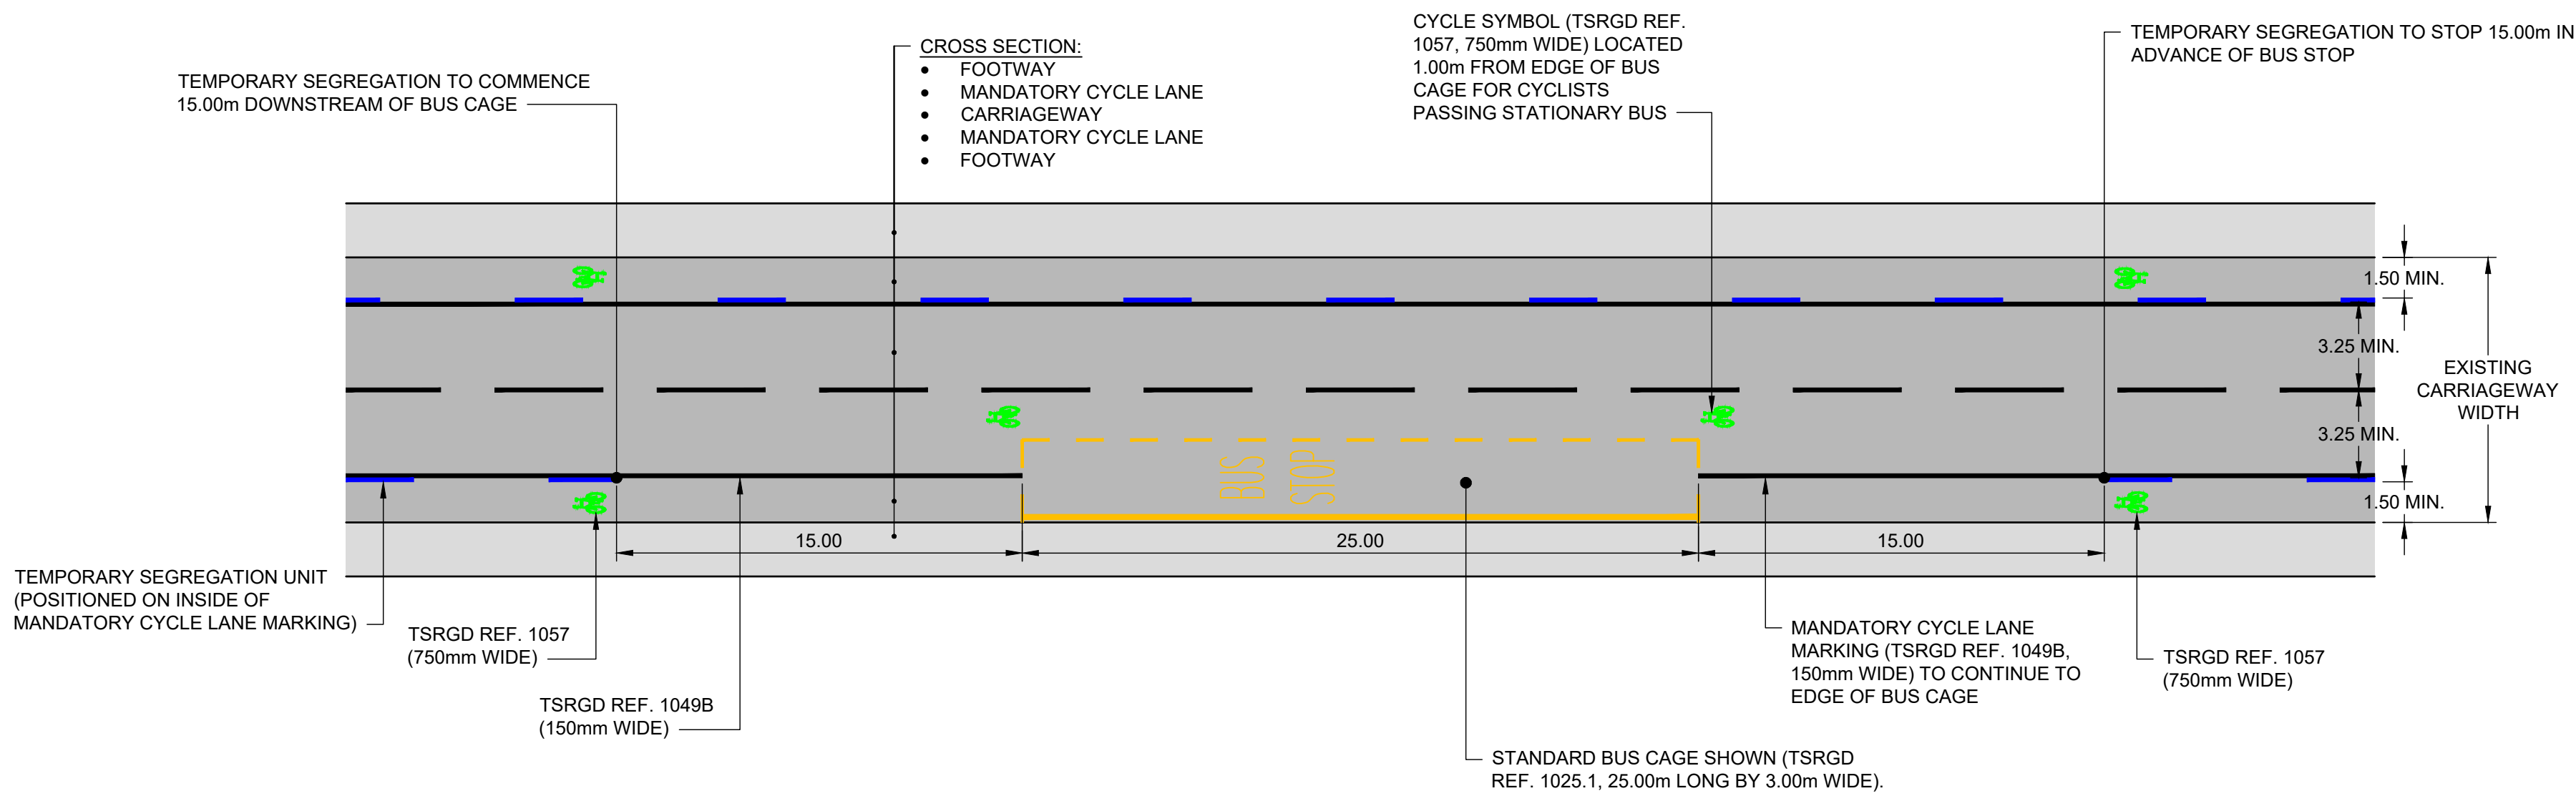 CYCLE SYMBOL (TSRGD REF.
1057, 750mm WIDE) LOCATED
1.00m FROM EDGE OF BUS
CAGE FOR CYCLISTS
PASSING STATIONARY BUS
TEMPORARY SEGREGATION TO STOP 15.00m IN
ADVANCE OF BUS STOP
CROSS SECTION:
• FOOTWAY
• MANDATORY CYCLE LANE
• CARRIAGEWAY
• MANDATORY CYCLE LANE
• FOOTWAY
TEMPORARY SEGREGATION TO COMMENCE
15.00m DOWNSTREAM OF BUS CAGE
1.50 MIN.
3.25 MIN.
EXISTING
CARRIAGEWAY
WIDTH
3.25 MIN.
1.50 MIN.
BUS
STOP
15.00
25.00
15.00
TEMPORARY SEGREGATION UNIT
(POSITIONED ON INSIDE OF
MANDATORY CYCLE LANE MARKING)
TSRGD REF. 1057
(750mm WIDE)
TSRGD REF. 1049B
(150mm WIDE)
MANDATORY CYCLE LANE
MARKING (TSRGD REF. 1049B,
150mm WIDE) TO CONTINUE TO
EDGE OF BUS CAGE
TSRGD REF. 1057
(750mm WIDE)
STANDARD BUS CAGE SHOWN (TSRGD
REF. 1025.1, 25.00m LONG BY 3.00m WIDE).